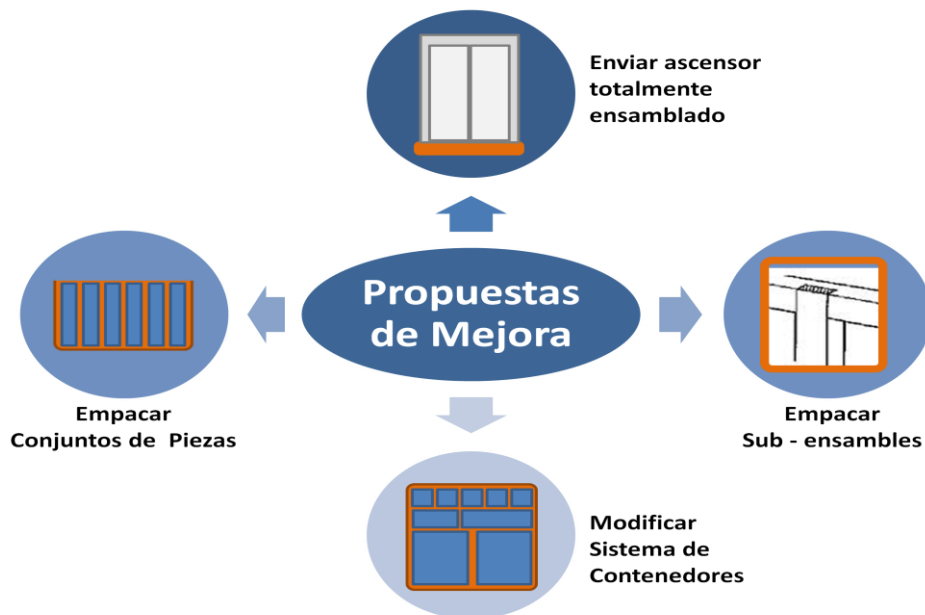 Enviar ascensor
totalmente
ensamblado
Propuestas
de Mejora
Empacar
Conjuntos de Piezas
Empacar
Sub - ensambles
Modificar
Sistema de
Contenedores